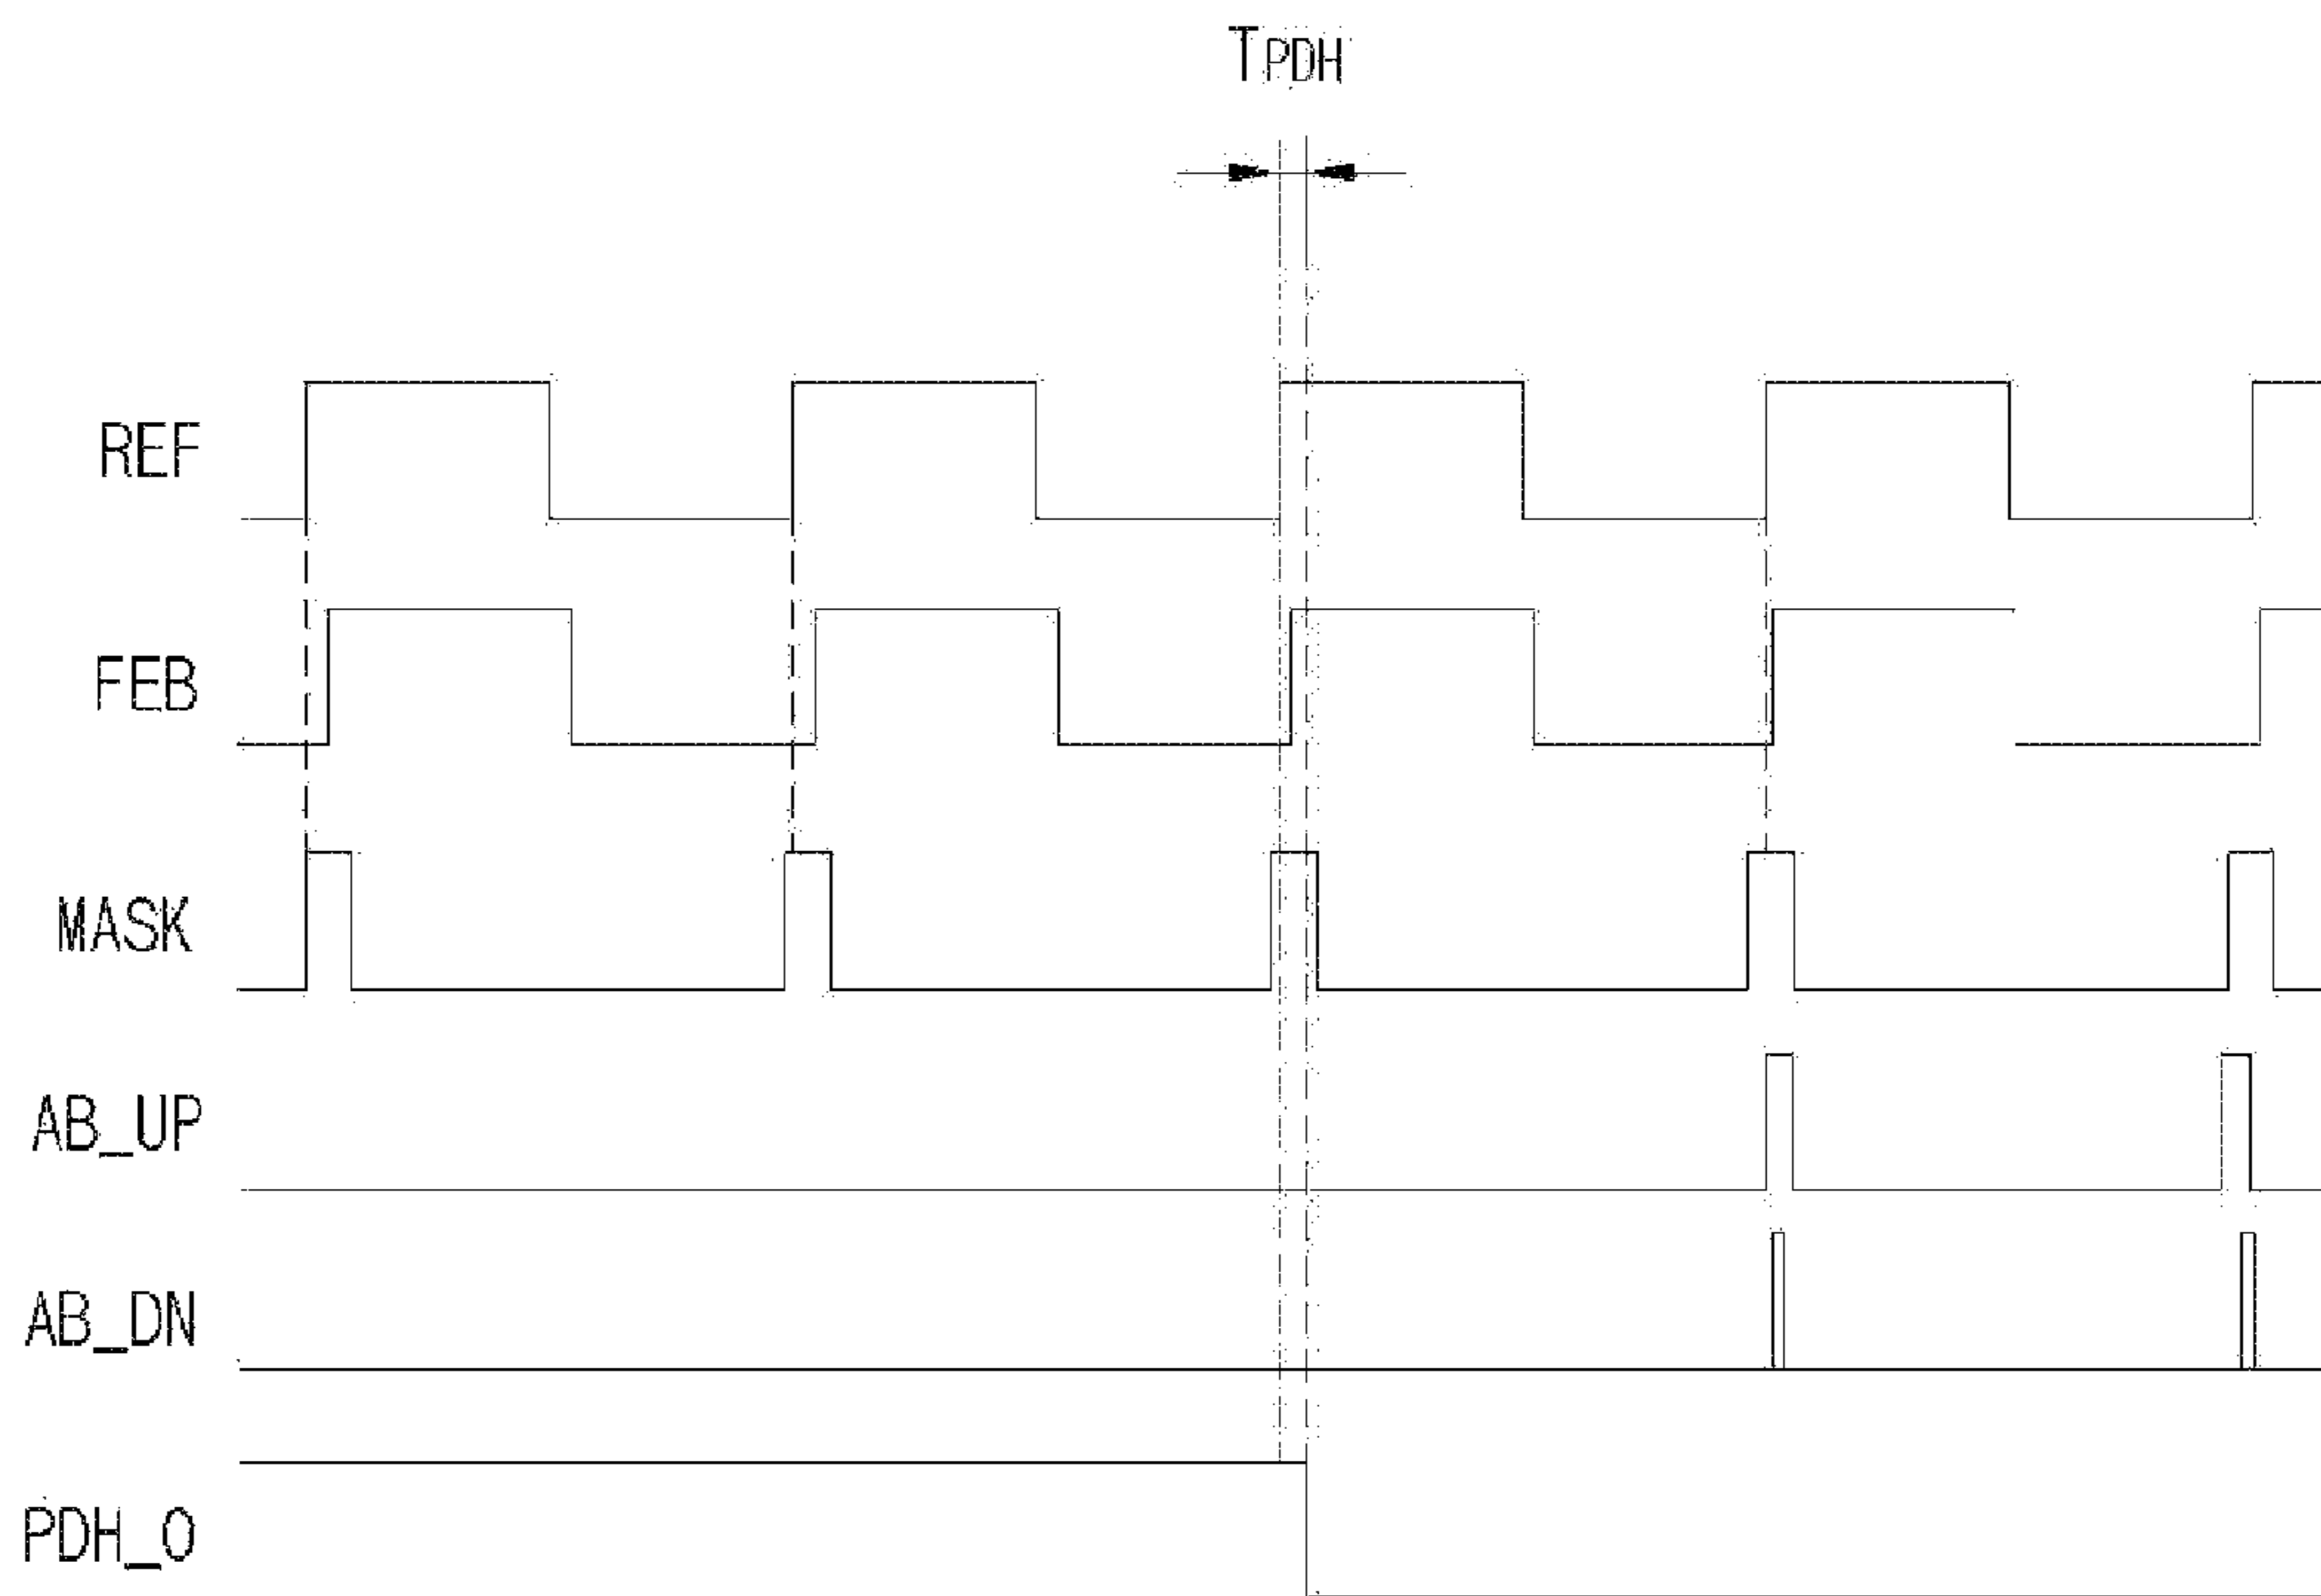 TPDH
REF
FEB
MASK
AB_UP
AB_DN
PDH_O